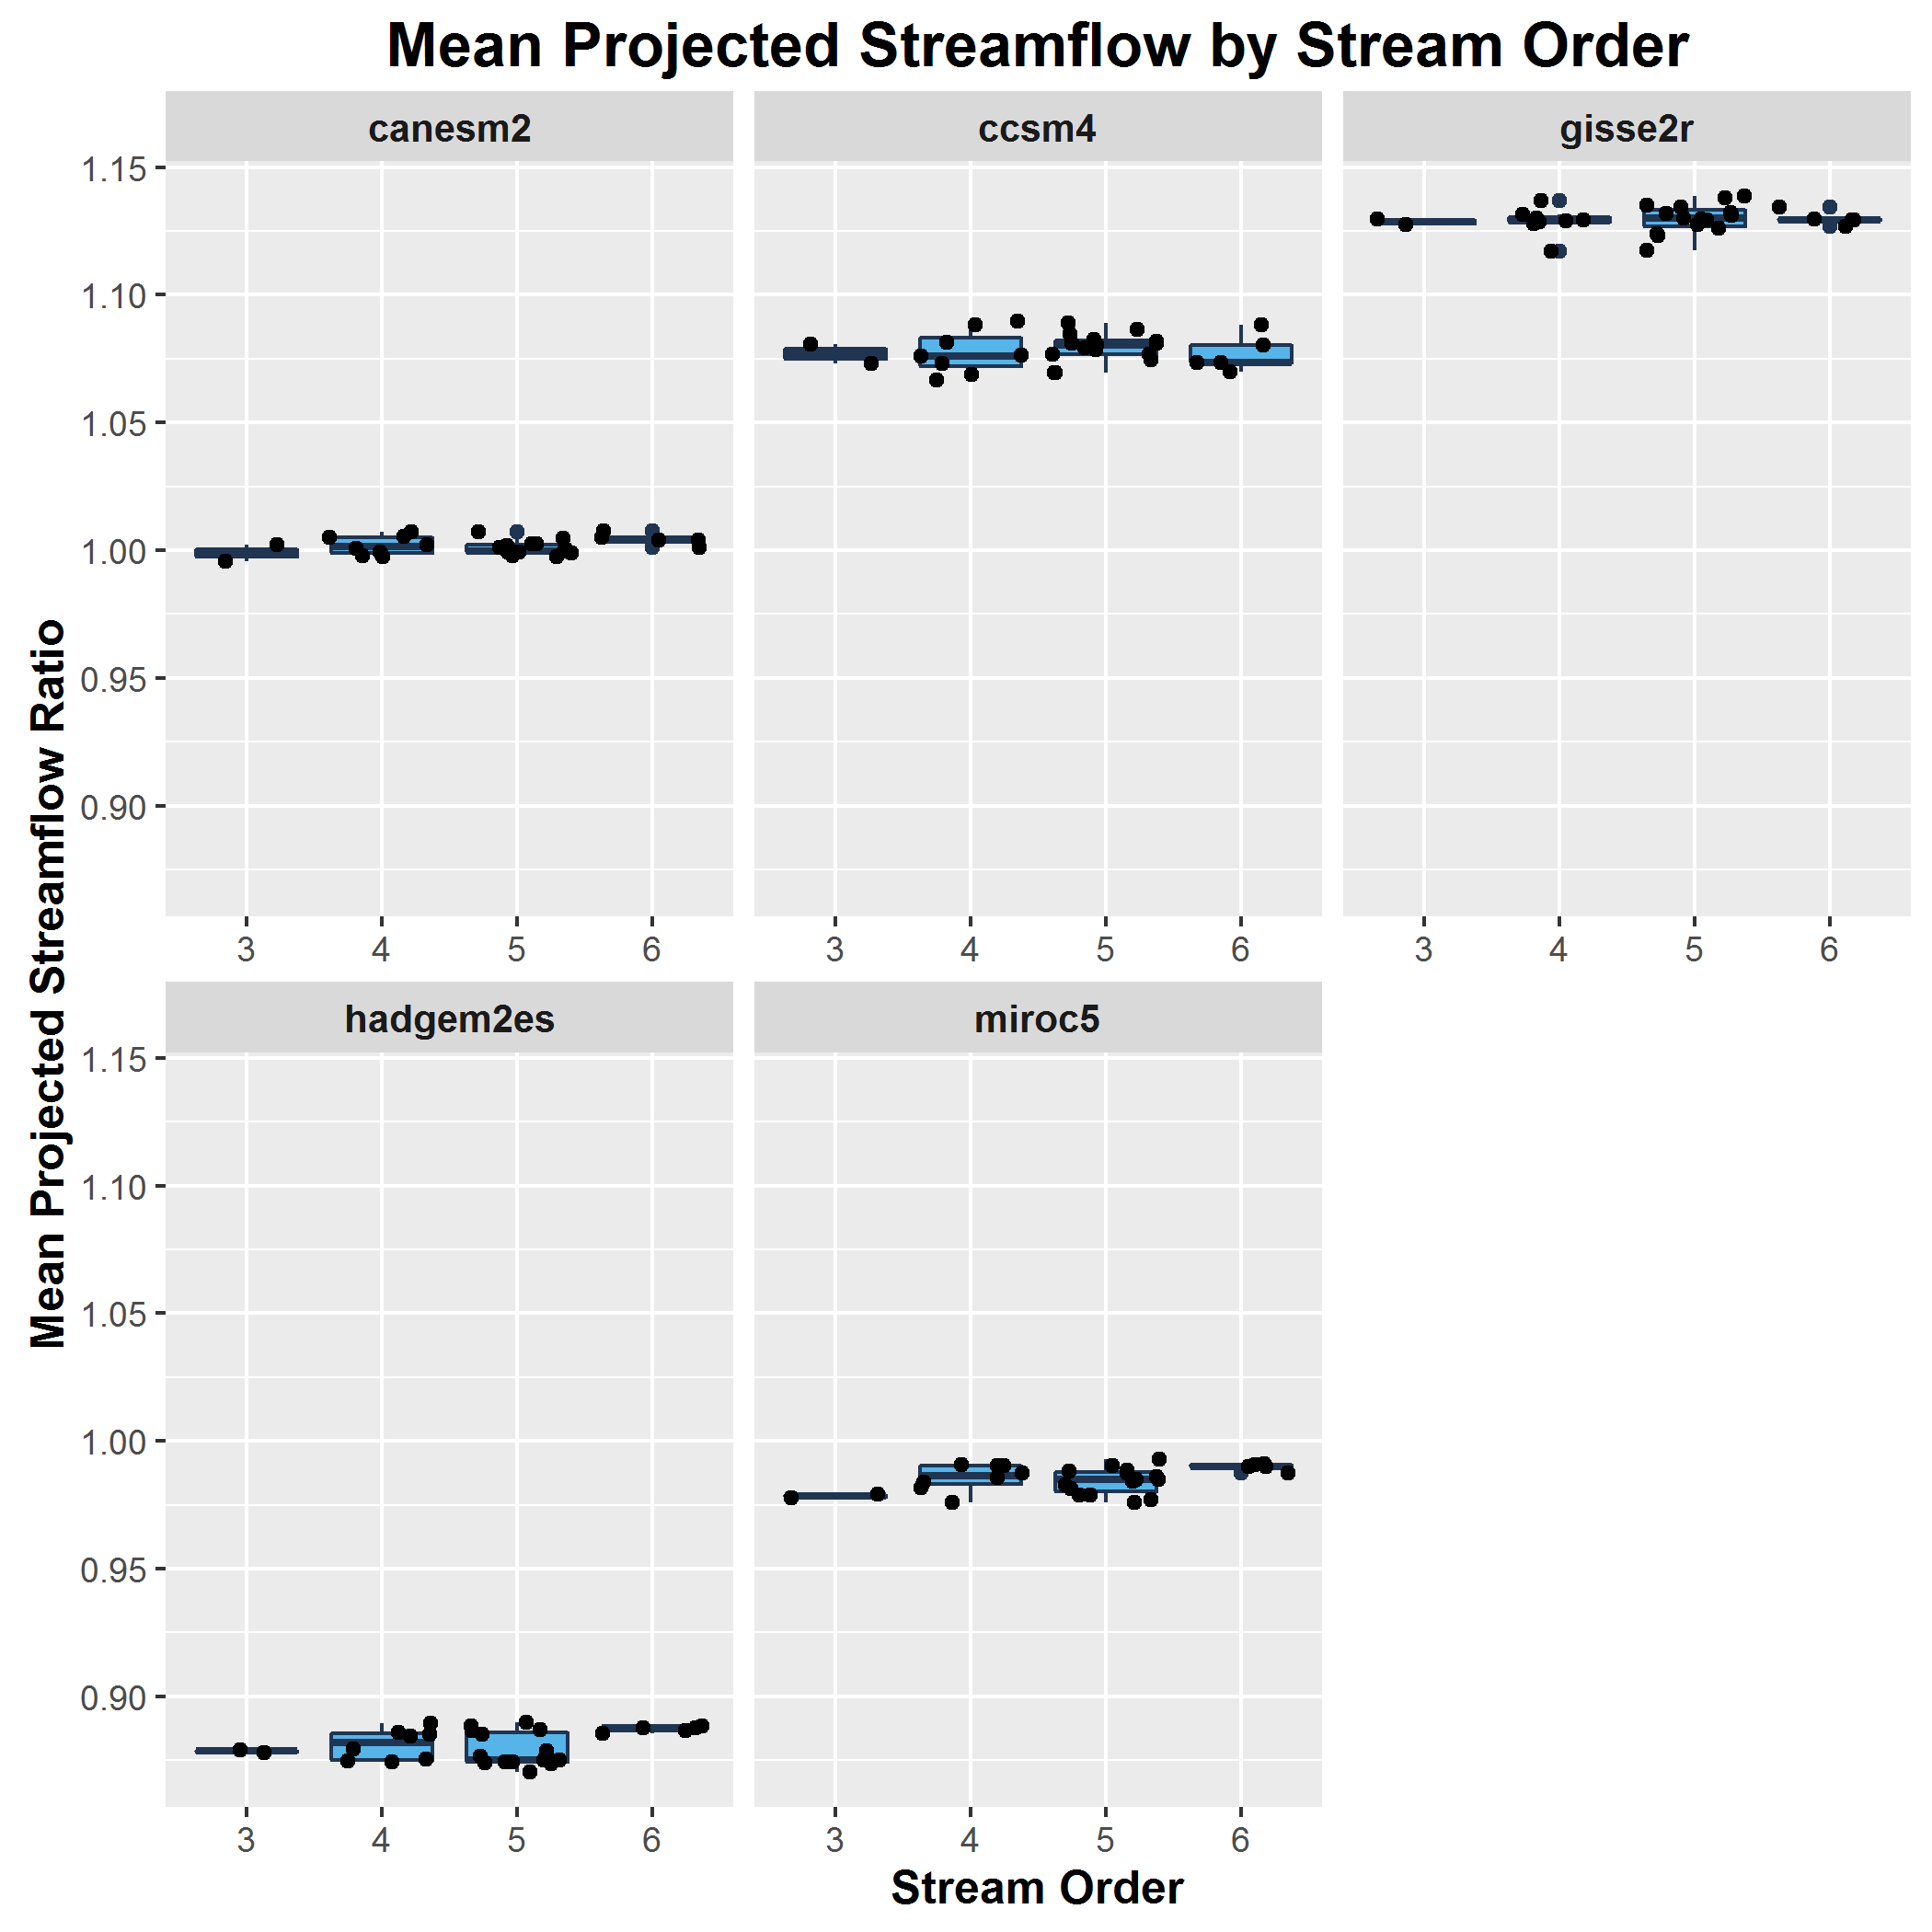 Mean Projected Streamflow by Stream Order
canesm2
ccsm4
gisse2r
1.15
1.10
1.05
1.00
0.95
0.90
3 4 5 6
3 4 5 6
3 4 5 6
Mean Projected Streamflow Ratio
hadgem2es
miroc5
1.15
1.10
1.05
1.00
0.95
0.90
3 4 5 6
3 4 5 6
Stream Order